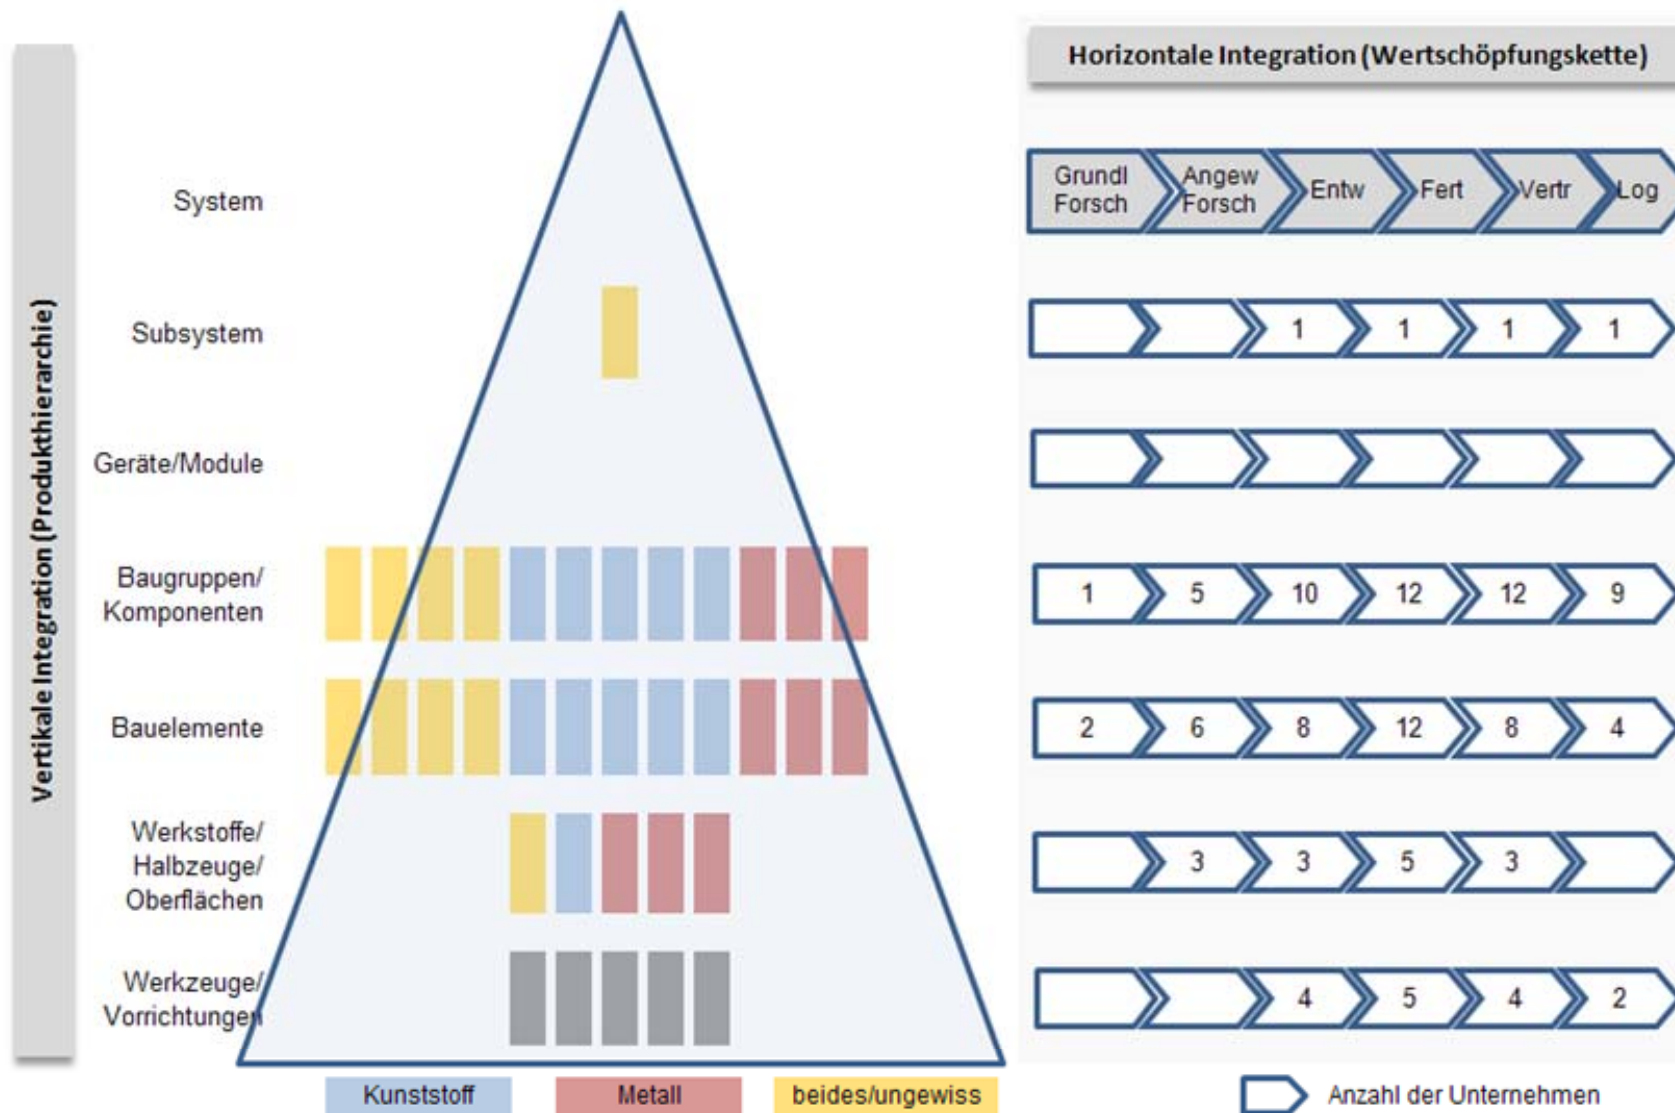 Horizontale Integration (Wertschöpfungskette)
Vertikale Integration (Produkthierarchie)
System
Grundl
Forsch
Angew
Forsch
Entw
Fert
Vertr
Log
Subsystem
1 1 1 1
Geräte/Module
Baugruppen/
Komponenten
1 5 10 12 12 9
Bauelemente
2 6 8 12 8 4
Werkstoffe/
Halbzeuge/
Oberflächen
3 3 5 3
Werkzeuge/
Vorrichtungen
4 5 4 2
Kunststoff
Metall
beides/ungewiss
Anzahl der Unternehmen